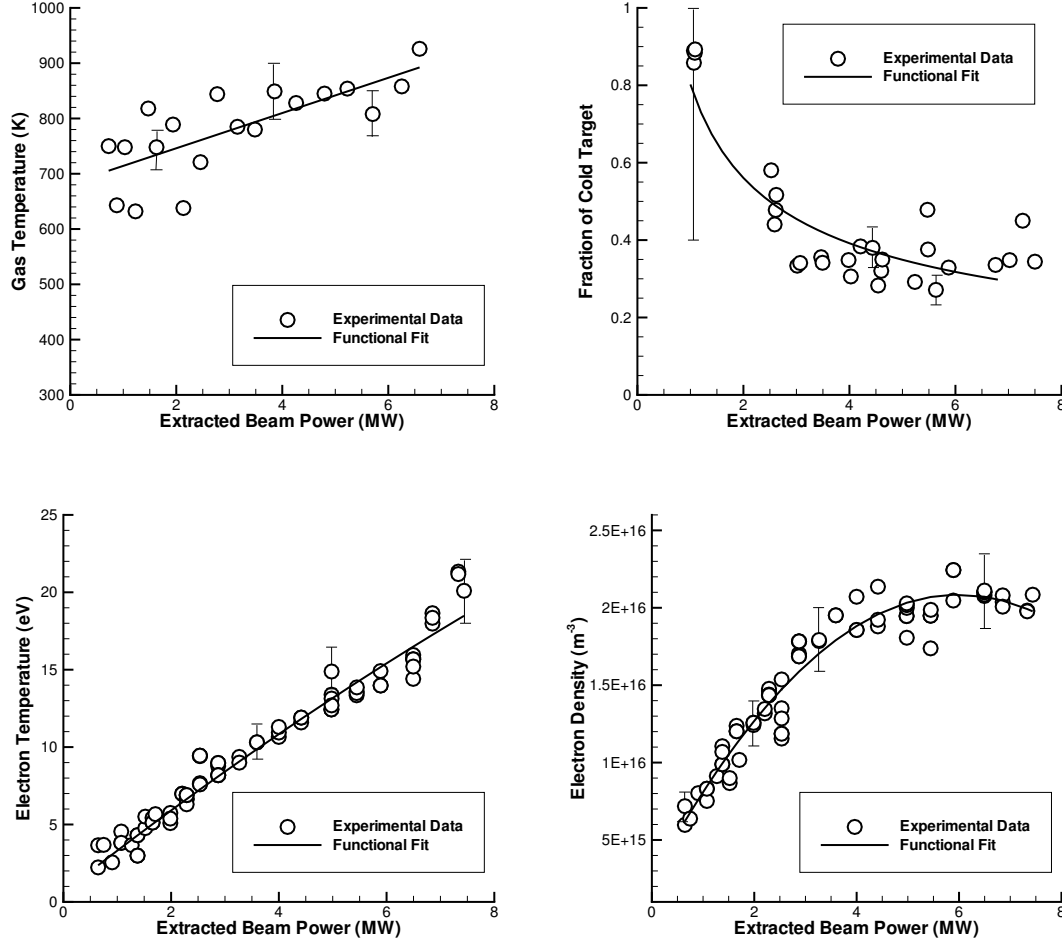 1000
900
800
700
600
500
400
300
Gas Temperature (K)
Experimental Data
Functional Fit
0
2
4
6
8
Extracted Beam Power (MW)
1
0.8
0.6
0.4
0.2
0
Fraction of Cold Target
Experimental Data
Functional Fit
0
2
4
6
8
Extracted Beam Power (MW)
25
20
15
10
5
0
Electron Temperature (eV)
Experimental Data
Functional Fit
0
2
4
6
8
Extracted Beam Power (MW)
2.5E+16
2E+16
1.5E+16
1E+16
5E+15
Electron Density (m⁻³)
Experimental Data
Functional Fit
0
2
4
6
8
Extracted Beam Power (MW)